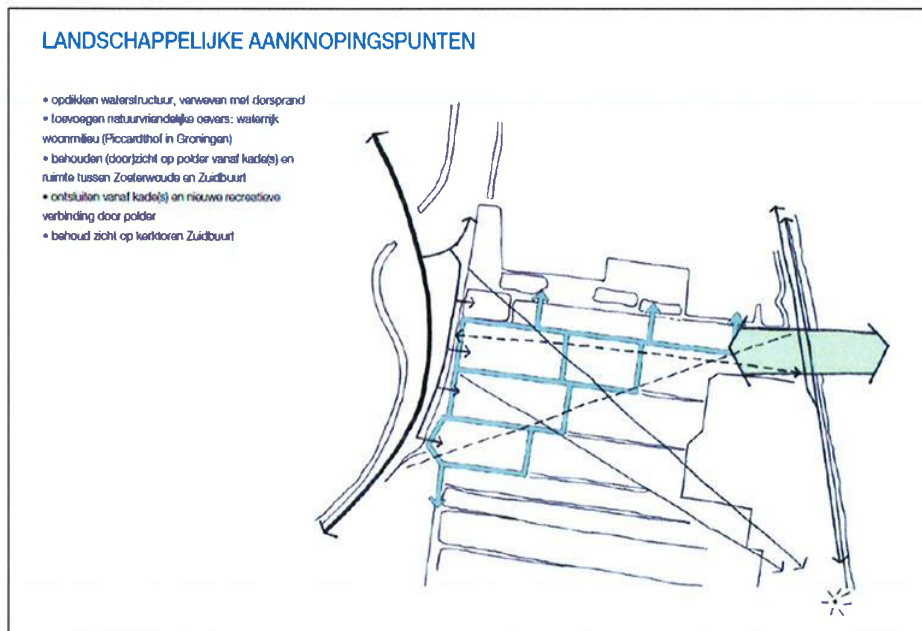 LANDSCHAPPELIJKE AANKNOPINGSPUNTEN
• opdikken waterstructuur, verweven met dorsprand
• toevoegen natuurvriendelijke oevers: waterrijk
woonmilieu (Piccardthof in Groningen)
• behouden (door)zicht op polder vanaf kade(s) en
ruimte tussen Zoeterwoude en Zuidbuurt
• ontsluiten vanaf kade(s) en nieuwe recreatieve
verbinding door polder
• behoud zicht op kerktoren Zuidbuurt